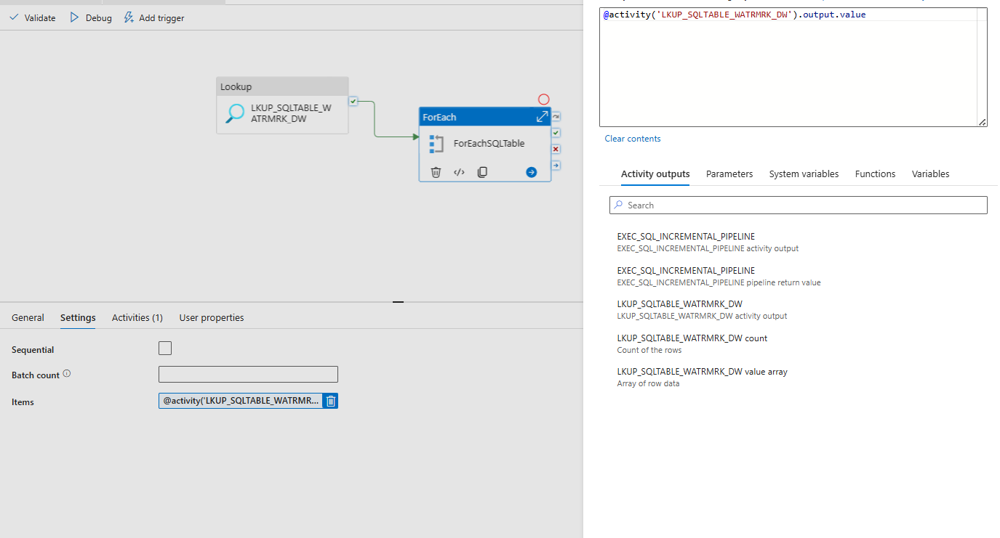 Validate
Debug
Add trigger
Lookup
LKUP_SQLTABLE_W
ATRMRK_DW
ForEach
ForEachSQLTable
</>
General
Settings
Activities (1)
User properties
Sequential
Batch count
Items
@activity('LKUP_SQLTABLE_WATRMR...
@activity('LKUP_SQLTABLE_WATRMRK_DW').output.value
Clear contents
Activity outputs
Parameters
System variables
Functions
Variables
Search
EXEC_SQL_INCREMENTAL_PIPELINE
EXEC_SQL_INCREMENTAL_PIPELINE activity output
EXEC_SQL_INCREMENTAL_PIPELINE
EXEC_SQL_INCREMENTAL_PIPELINE pipeline return value
LKUP_SQLTABLE_WATRMRK_DW
LKUP_SQLTABLE_WATRMRK_DW activity output
LKUP_SQLTABLE_WATRMRK_DW count
Count of the rows
LKUP_SQLTABLE_WATRMRK_DW value array
Array of row data